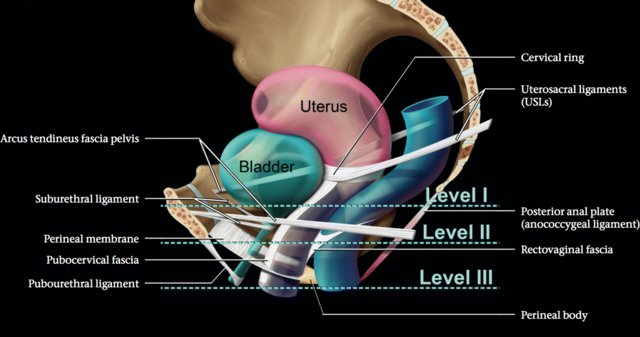 Cervical ring
Uterosacral ligaments
(USLs)
Uterus
Arcus tendineus fascia pelvis
Bladder
Suburethral ligament
Level I
Posterior anal plate
(anococcygeal ligament)
Level II
Perineal membrane
Rectovaginal fascia
Pubocervical fascia
Level III
Pubourethral ligament
Perineal body